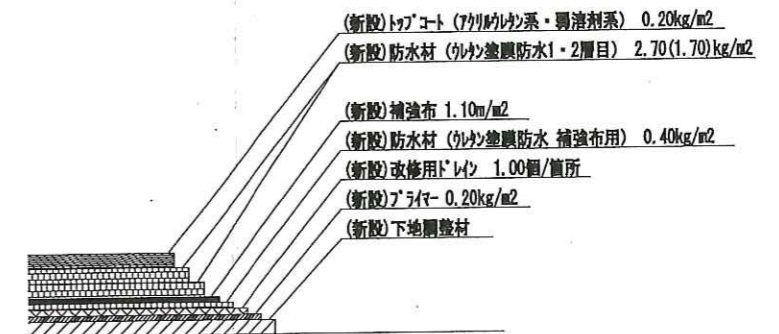 (新設)トップコート (アクリルウレタン系・弱溶剤系) 0.20kg/m2
(新設)防水材 (ウレタン塗膜防水1・2層目) 2.70(1.70)kg/m2
(新設)補強布 1.10m/m2
(新設)防水材 (ウレタン塗膜防水 補強布用) 0.40kg/m2
(新設)改修用ドレイン 1.00個/箇所
(新設)プライマー 0.20kg/m2
(新設)下地調整材